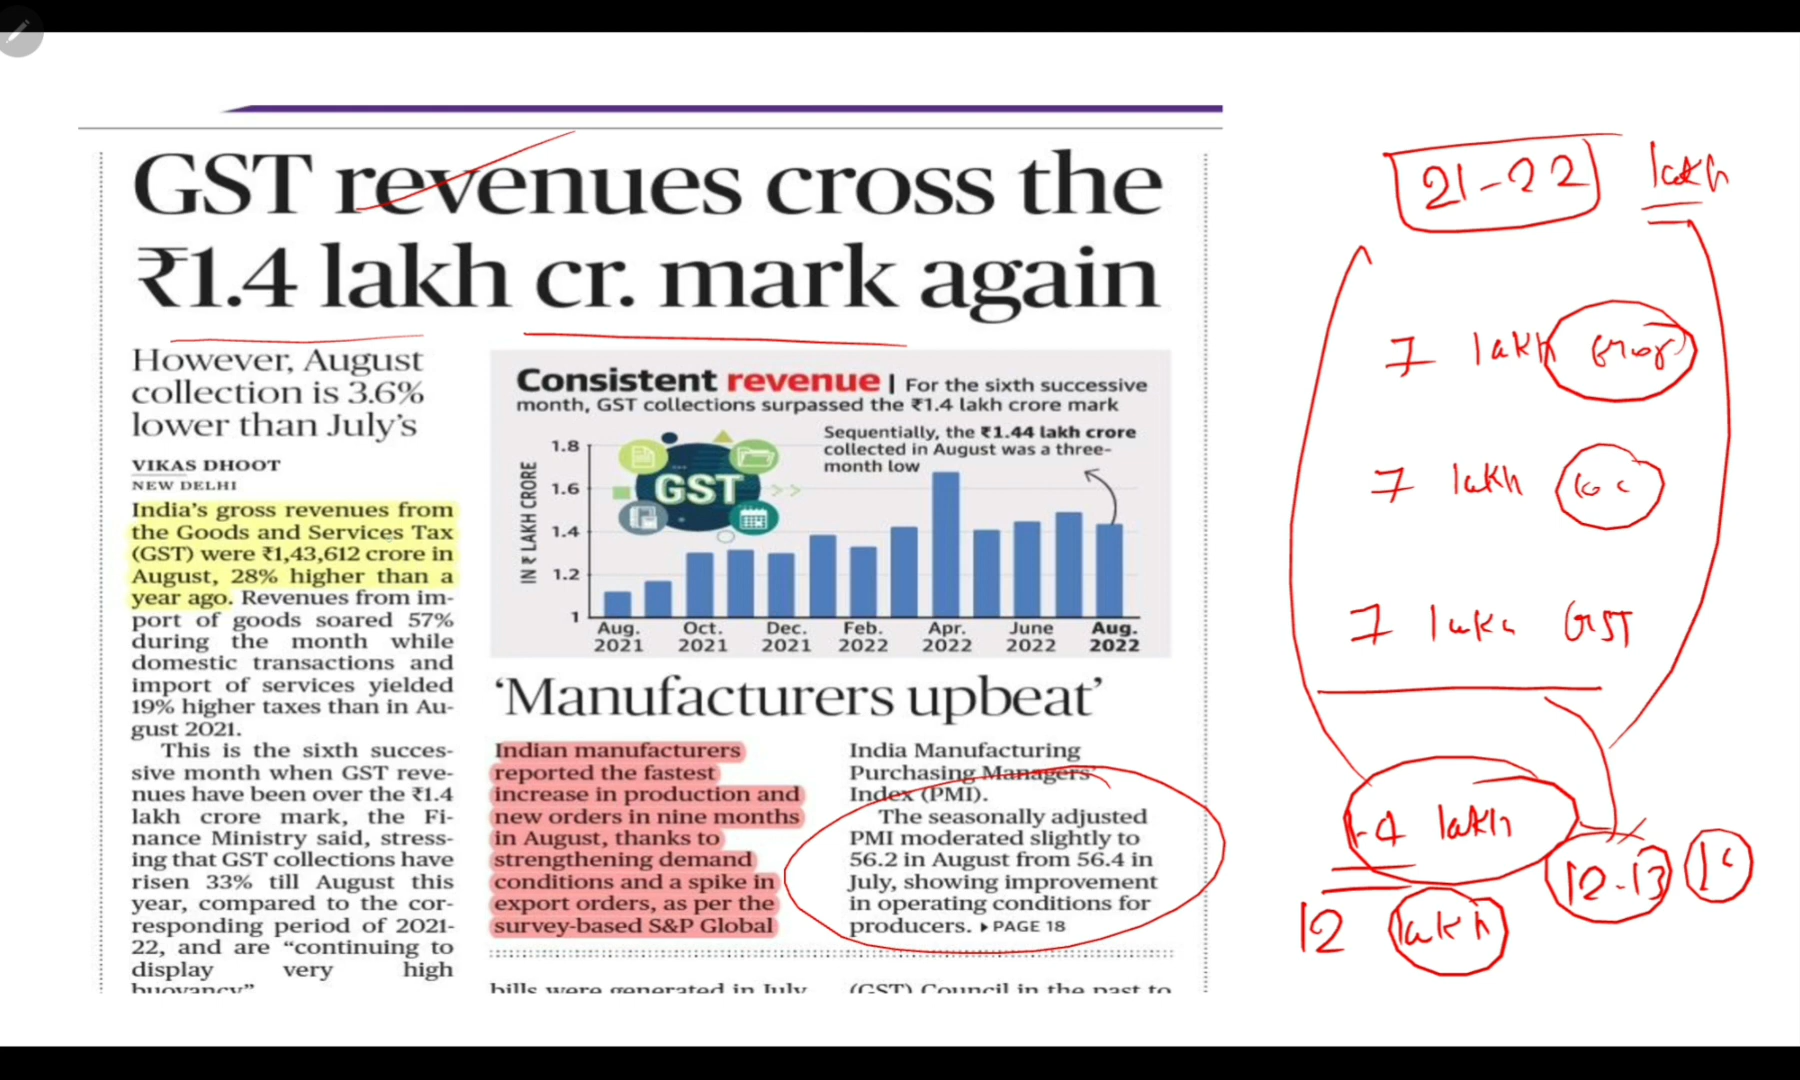 GST revenues cross the
₹1.4 lakh cr. mark again
However, August
collection is 3.6%
lower than July's
VIKAS DHOOT
NEW DELHI
India's gross revenues from
the Goods and Services Tax
(GST) were ₹1,43,612 crore in
August, 28% higher than a
year ago. Revenues from im-
port of goods soared 57%
during the month while
domestic transactions and
import of services yielded
19% higher taxes than in Au-
gust 2021.
This is the sixth succes-
sive month when GST reve-
nues have been over the ₹1.4
lakh crore mark, the Fi-
nance Ministry said, stress-
ing that GST collections have
risen 33% till August this
year, compared to the cor-
responding period of 2021-
22, and are “continuing to
display very high
buoyancy”
Consistent revenue | For the sixth successive
month, GST collections surpassed the ₹1.4 lakh crore mark
Sequentially, the ₹1.44 lakh crore
collected in August was a three-
month low
GST
IN ₹ LAKH CRORE
1.8
1.6
1.4
1.2
1
Aug. Oct. Dec. Feb. Apr. June Aug.
2021 2021 2021 2022 2022 2022 2022
‘Manufacturers upbeat’
Indian manufacturers
reported the fastest
increase in production and
new orders in nine months
in August, thanks to
strengthening demand
conditions and a spike in
export orders, as per the
survey-based S&P Global
India Manufacturing
Purchasing Managers’
Index (PMI).
The seasonally adjusted
PMI moderated slightly to
56.2 in August from 56.4 in
July, showing improvement
in operating conditions for
producers. ▸ PAGE 18
bills were generated in July
(GST) Council in the past to
21-22 lakh
7 lakh
7 lakh
7 lakh GST
4 lakh
12-13
12 lakh